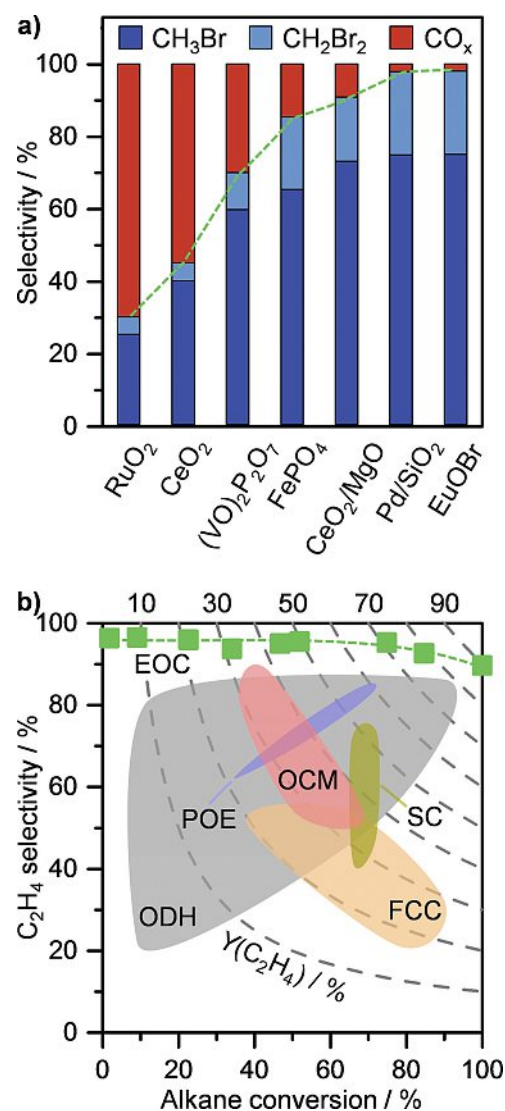 a) CH₃Br CH₂Br₂ COₓ
100
80
60
40
20
0
Selectivity / %
RuO₂
CeO₂
(VO)₂P₂O₇
FePO₄
CeO₂/MgO
Pd/SiO₂
EuOBr
b) 10 30 50 70 90
100
80
60
40
20
0
C₂H₄ selectivity / %
EOC
OCM
POE
SC
ODH
FCC
Y(C₂H₄) / %
0 20 40 60 80 100
Alkane conversion / %